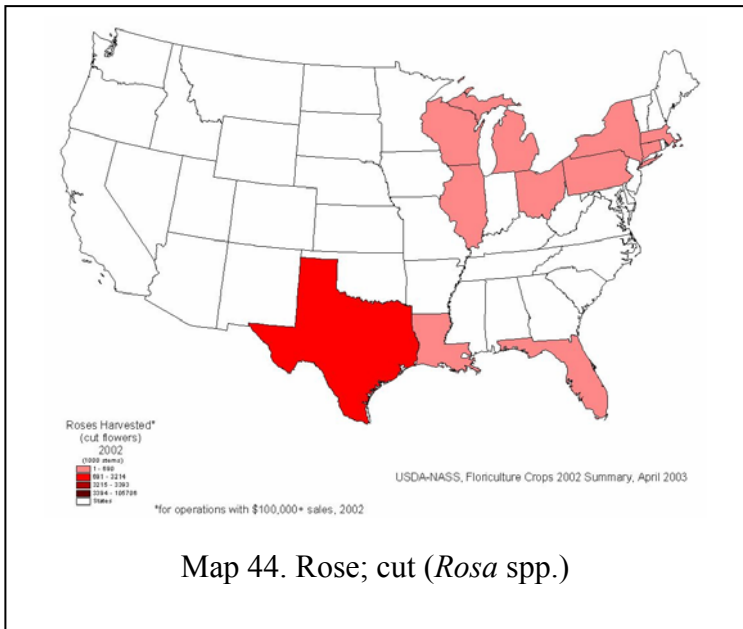 Roses Harvested*
(cut flowers)
2002
(1000 stems)
1 - 690
691 - 3214
3215 - 3393
3394 - 105706
States
USDA-NASS, Floriculture Crops 2002 Summary, April 2003
*for operations with $100,000+ sales, 2002
Map 44. Rose; cut (Rosa spp.)